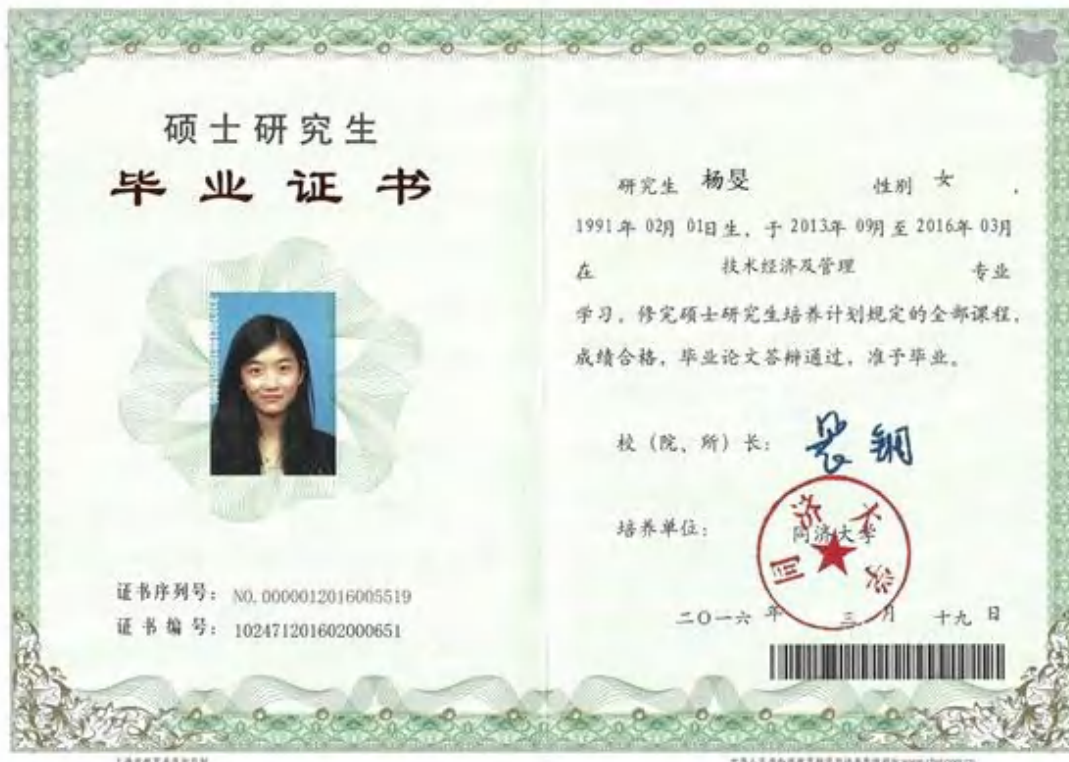 硕士研究生
毕业证书
证书序列号： NO. 0000012016005519
证书编号： 102471201602000651
研究生 杨旻 性别 女 ，
1991年 02月 01日生，于 2013年 09月至 2016年 03月
在 技术经济及管理 专业
学习，修完硕士研究生培养计划规定的全部课程，
成绩合格，毕业论文答辩通过，准予毕业。
校（院、所）长：
培养单位： 同济大学
同济大学
二〇一六 年 三 月 十九 日